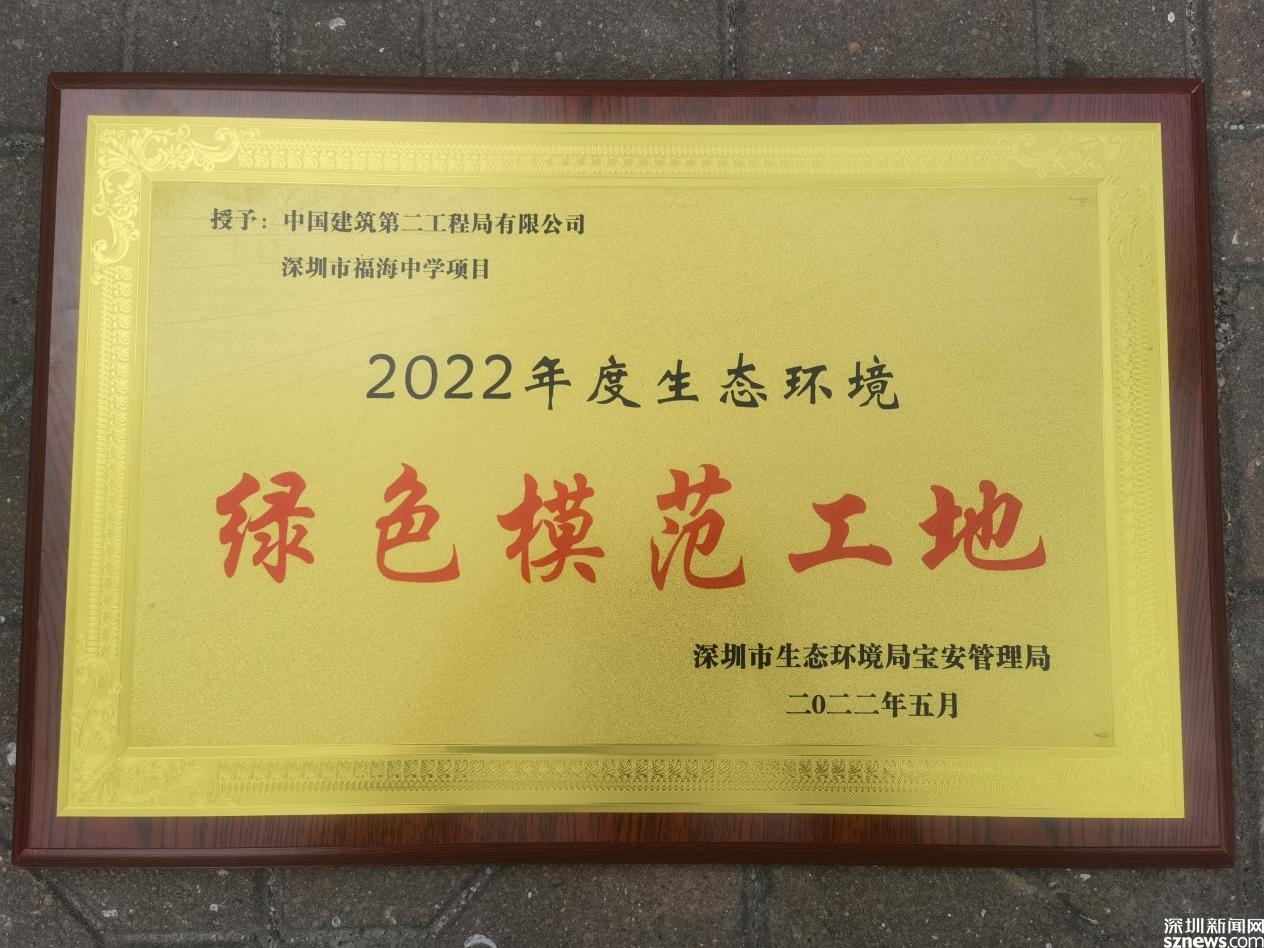 授予：中国建筑第二工程局有限公司
深圳市福海中学项目
2022年度生态环境
绿色模范工地
深圳市生态环境局宝安管理局
二0二二年五月
深圳新闻网
sznews.com